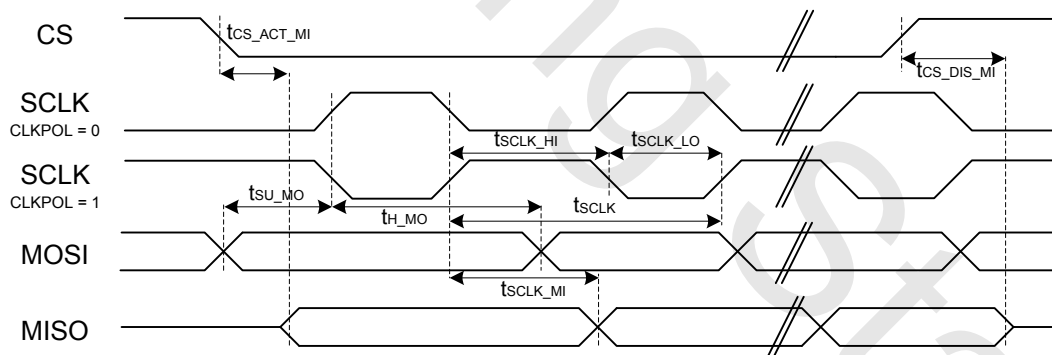 CS
tCS_ACT_MI
tCS_DIS_MI
SCLK
CLKPOL = 0
tSCLK_HI
tSCLK_LO
SCLK
CLKPOL = 1
tSU_MO
tH_MO
tSCLK
MOSI
tSCLK_MI
MISO